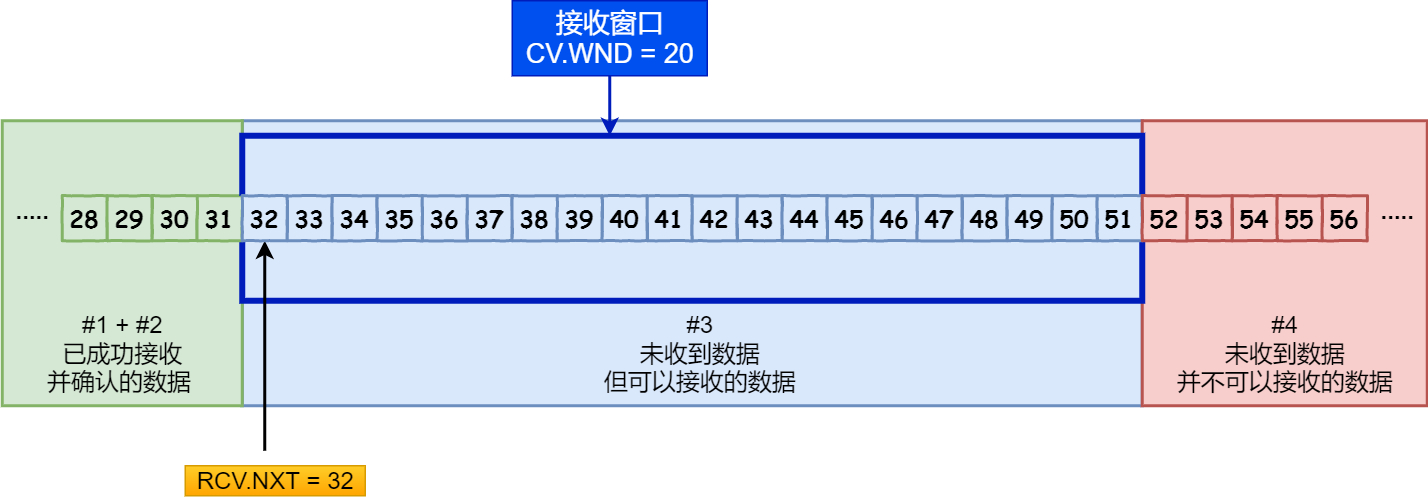 接收窗口
CV.WND = 20
..... 28 29 30 31 32 33 34 35 36 37 38 39 40 41 42 43 44 45 46 47 48 49 50 51 52 53 54 55 56 .....
#1 + #2
已成功接收
并确认的数据
#3
未收到数据
但可以接收的数据
#4
未收到数据
并不可以接收的数据
RCV.NXT = 32